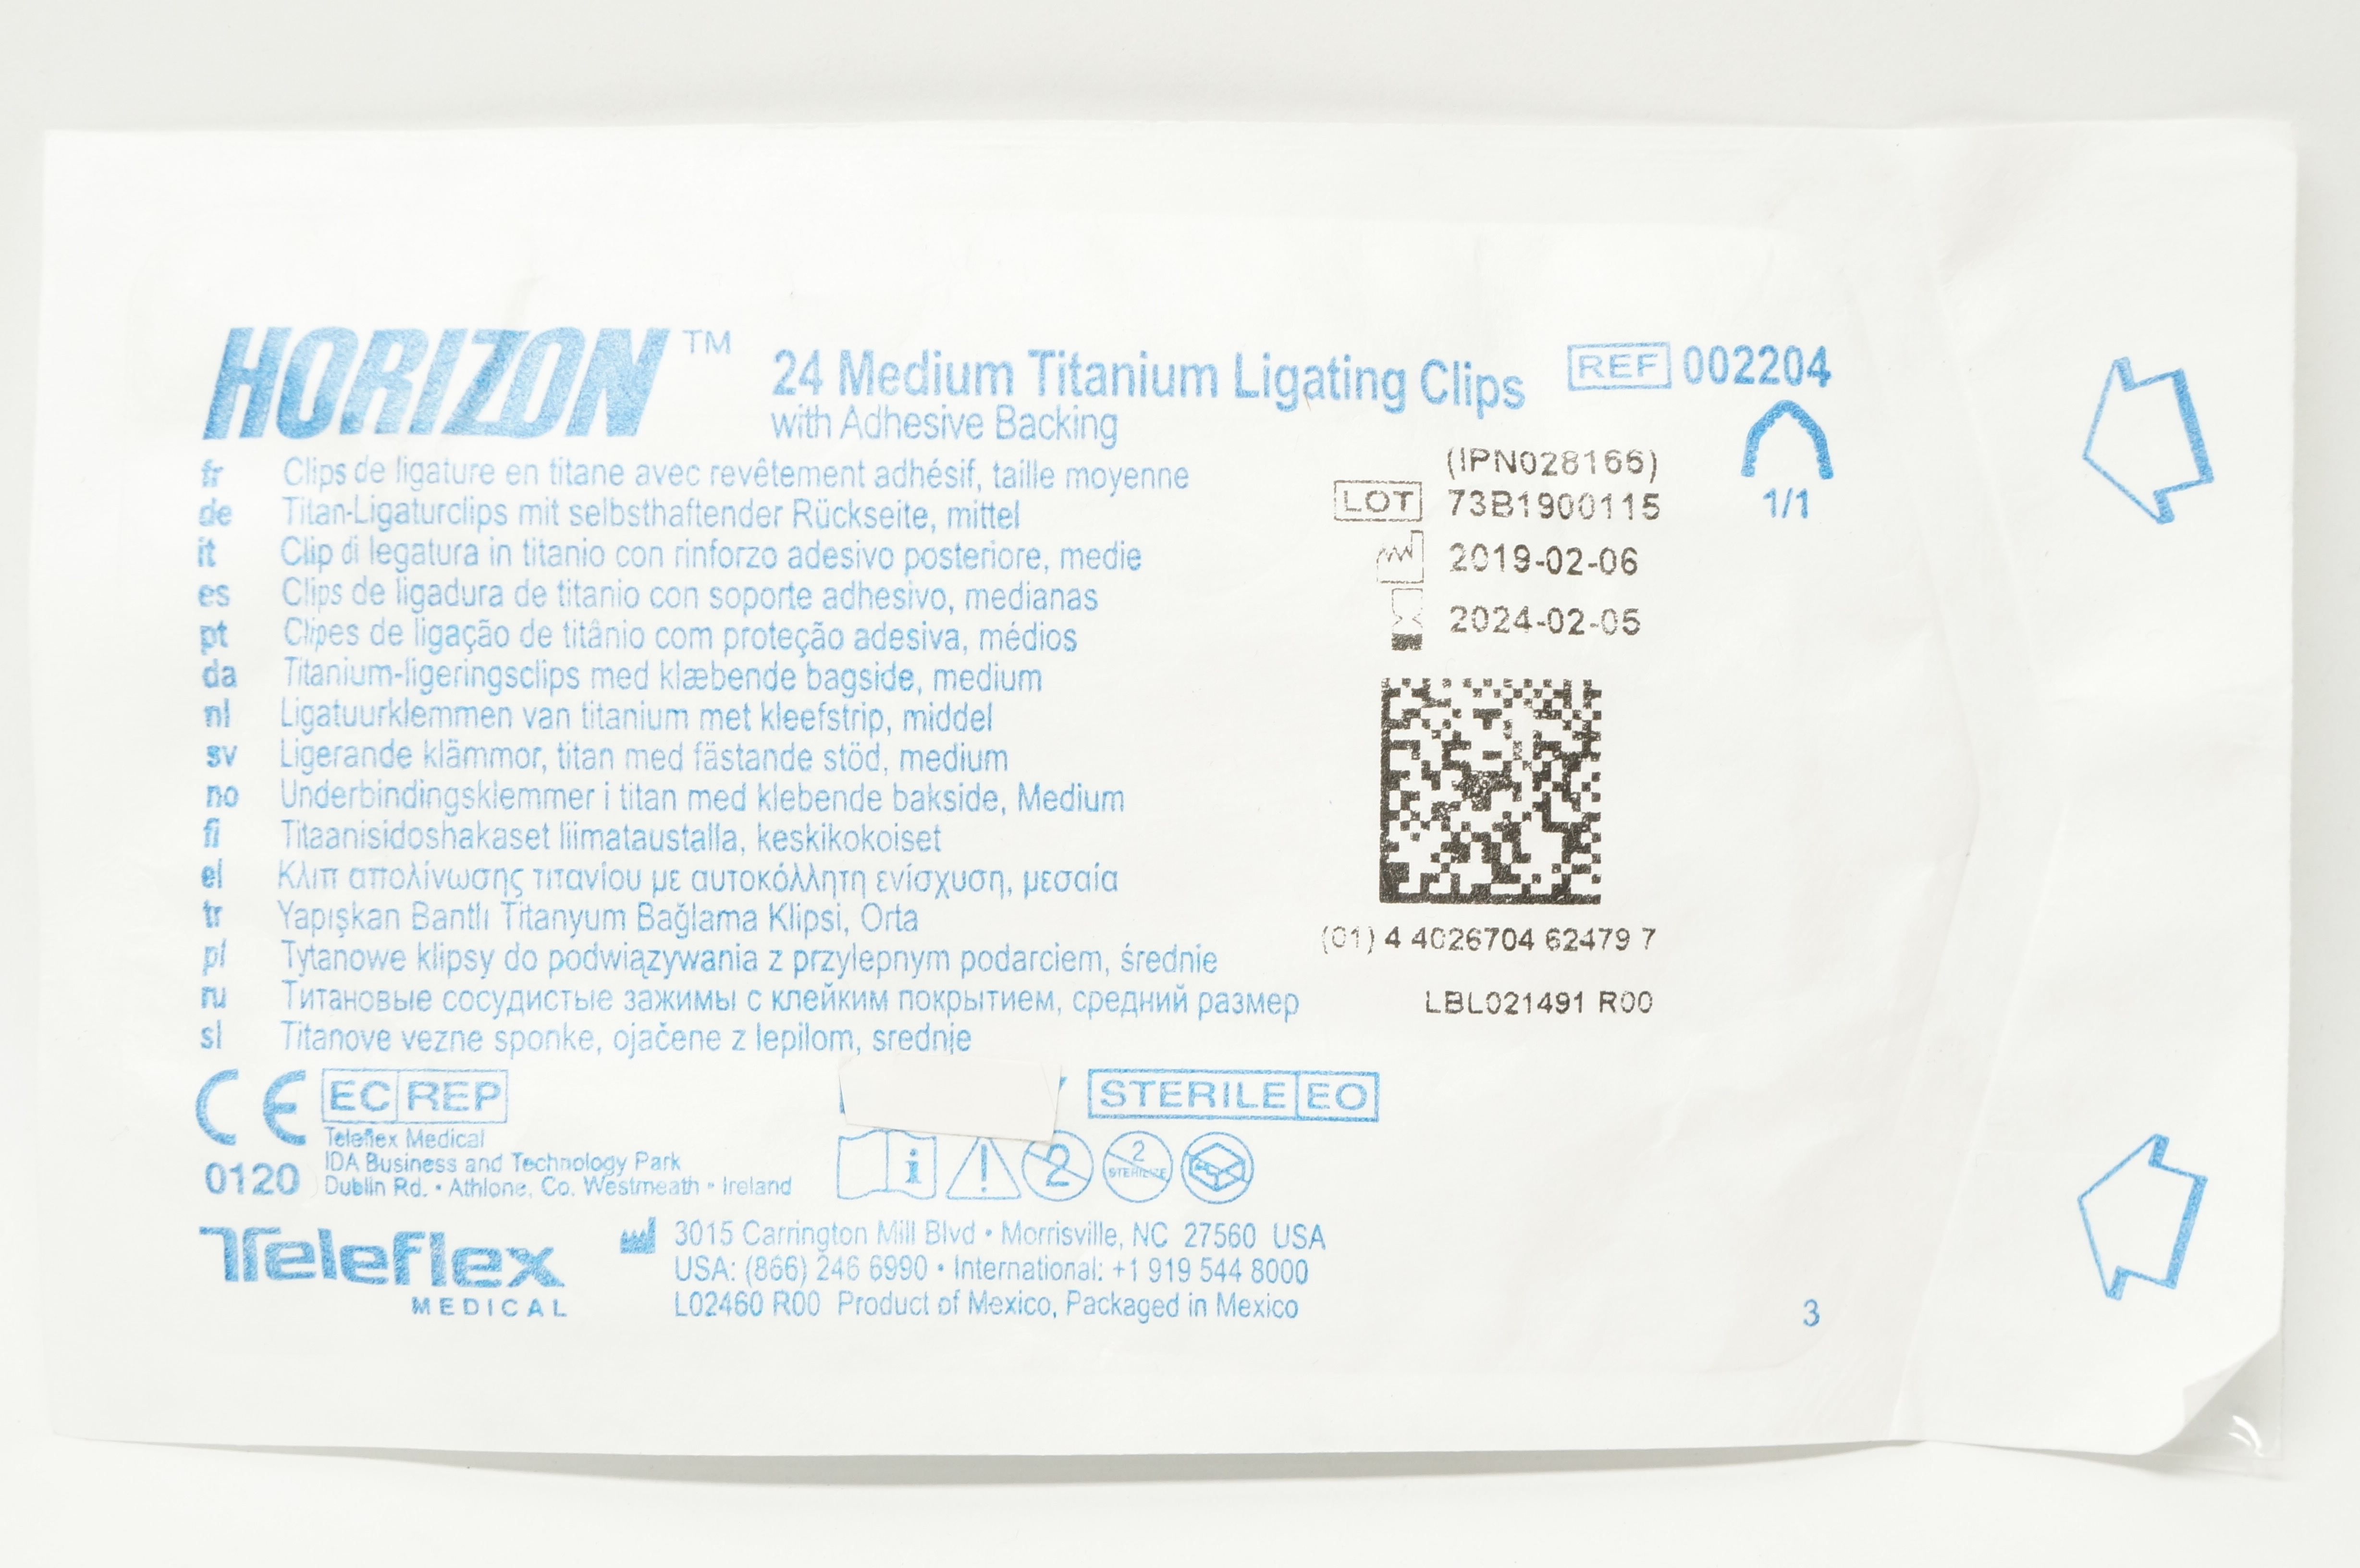 HORIZON™
24 Medium Titanium Ligating Clips
with Adhesive Backing
REF 002204
1/1
(IPN028165)
LOT 73B1900115
2019-02-06
2024-02-05
fr Clips de ligature en titane avec revêtement adhésif, taille moyenne
de Titan-Ligaturclips mit selbsthaftender Rückseite, mittel
it Clip di legatura in titanio con rinforzo adesivo posteriore, medie
es Clips de ligadura de titanio con soporte adhesivo, medianas
pt Clipes de ligação de titânio com proteção adesiva, médios
da Titanium-ligeringsclips med klæbende bagside, medium
nl Ligatuurklemmen van titanium met kleefstrip, middel
sv Ligerande klämmor, titan med fästande stöd, medium
no Underbindingsklemmer i titan med klebende bakside, Medium
fi Titaanisidoshakaset liimataustalla, keskikokoiset
el Κλιπ απολίνωσης τιτανίου με αυτοκόλλητη ενίσχυση, μεσαία
tr Yapışkan Bantlı Titanyum Bağlama Klipsi, Orta
pl Tytanowe klipsy do podwiązywania z przylepnym podarciem, średnie
ru Титановые сосудистые зажимы с клейким покрытием, средний размер
sl Titanove vezne sponke, ojačene z lepilom, srednje
(01) 4 4026704 62479 7
LBL021491 R00
CE
0120
EC REP
Teleflex Medical
IDA Business and Technology Park
Dublin Rd. • Athlone, Co. Westmeath • Ireland
STERILE EO
i
!
2
2
STERILIZE
Teleflex
MEDICAL
3015 Carrington Mill Blvd • Morrisville, NC 27560 USA
USA: (866) 246 6990 • International: +1 919 544 8000
L02460 R00 Product of Mexico, Packaged in Mexico
3